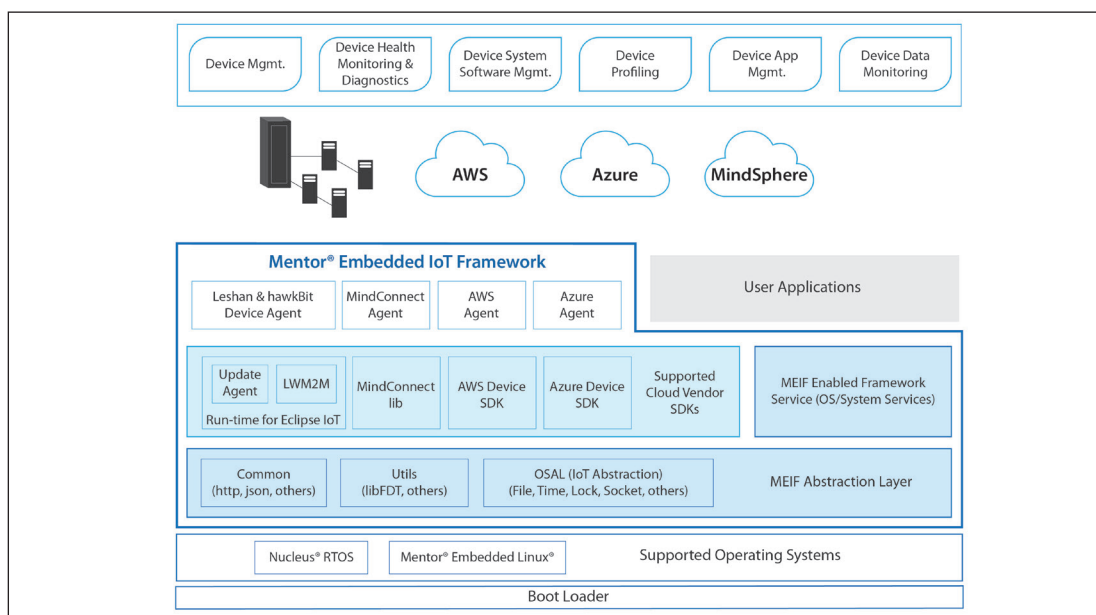 Device Mgmt.
Device Health
Monitoring &
Diagnostics
Device System
Software Mgmt.
Device
Profiling
Device App
Mgmt.
Device Data
Monitoring
AWS
Azure
MindSphere
Mentor® Embedded IoT Framework
Leshan & hawkBit
Device Agent
MindConnect
Agent
AWS
Agent
Azure
Agent
User Applications
Update
Agent
LWM2M
Run-time for Eclipse IoT
MindConnect
lib
AWS Device
SDK
Azure Device
SDK
Supported
Cloud Vendor
SDKs
MEIF Enabled Framework
Service (OS/System Services)
Common
(http, json, others)
Utils
(libFDT, others)
OSAL (IoT Abstraction)
(File, Time, Lock, Socket, others)
MEIF Abstraction Layer
Nucleus® RTOS
Mentor® Embedded Linux®
Supported Operating Systems
Boot Loader